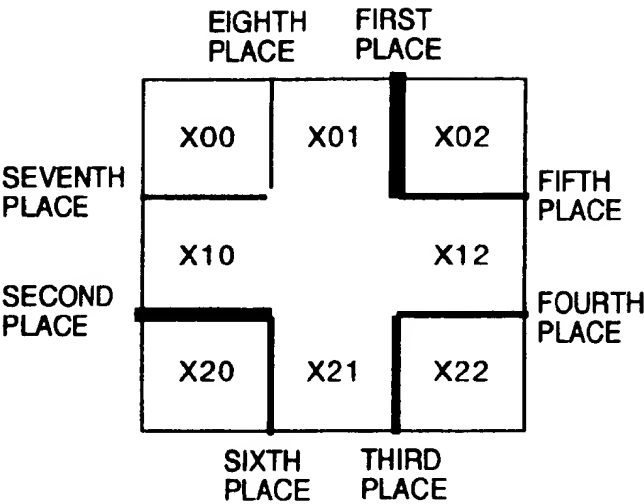 EIGHTH
PLACE
FIRST
PLACE
X00 X01 X02
SEVENTH
PLACE
FIFTH
PLACE
X10 X12
SECOND
PLACE
FOURTH
PLACE
X20 X21 X22
SIXTH
PLACE
THIRD
PLACE